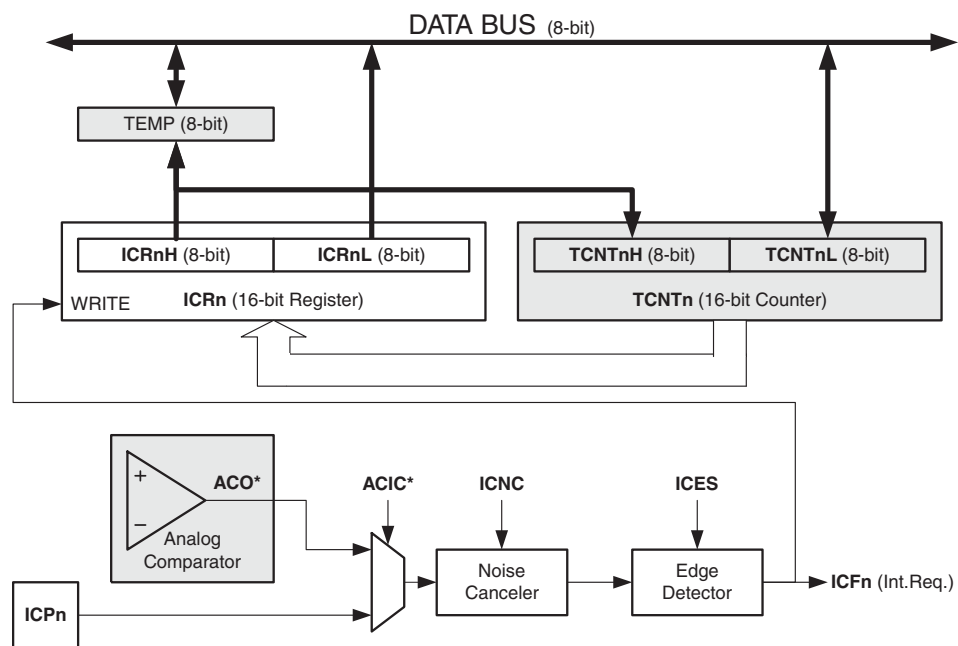 DATA BUS (8-bit)
TEMP (8-bit)
ICRnH (8-bit)
ICRnL (8-bit)
TCNTnH (8-bit)
TCNTnL (8-bit)
WRITE
ICRn (16-bit Register)
TCNTn (16-bit Counter)
+
−
ACO*
Analog
Comparator
ACIC*
ICNC
ICES
Noise
Canceler
Edge
Detector
ICFn (Int.Req.)
ICPn